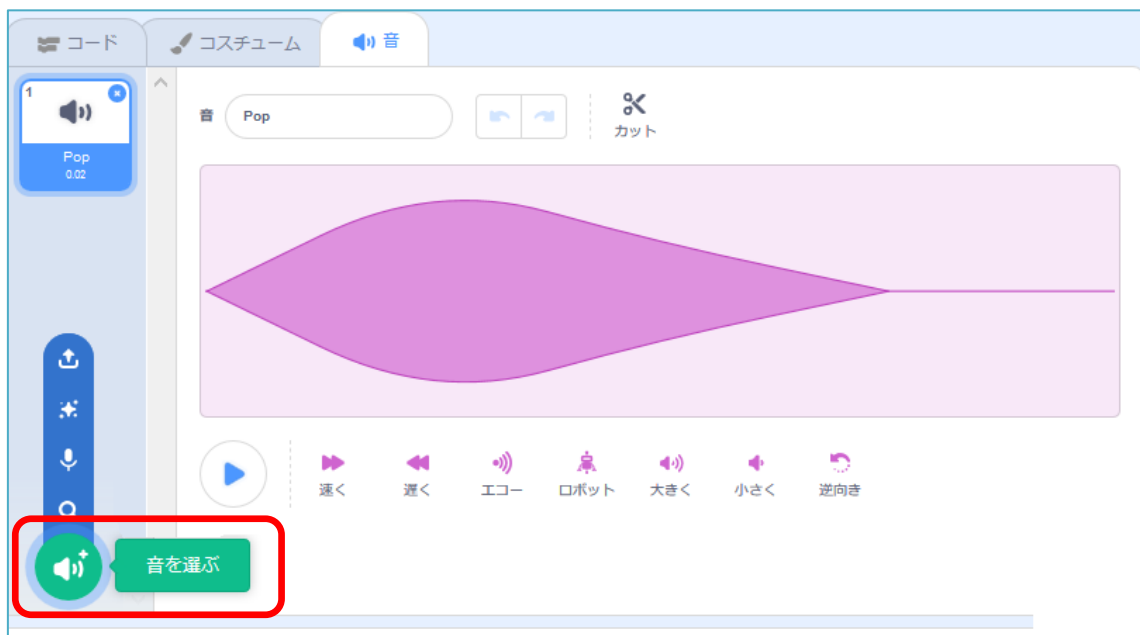 コード コスチューム 音
1
Pop
0.02
音 Pop カット
速く 遅く エコー ロボット 大きく 小さく 逆向き
音を選ぶ